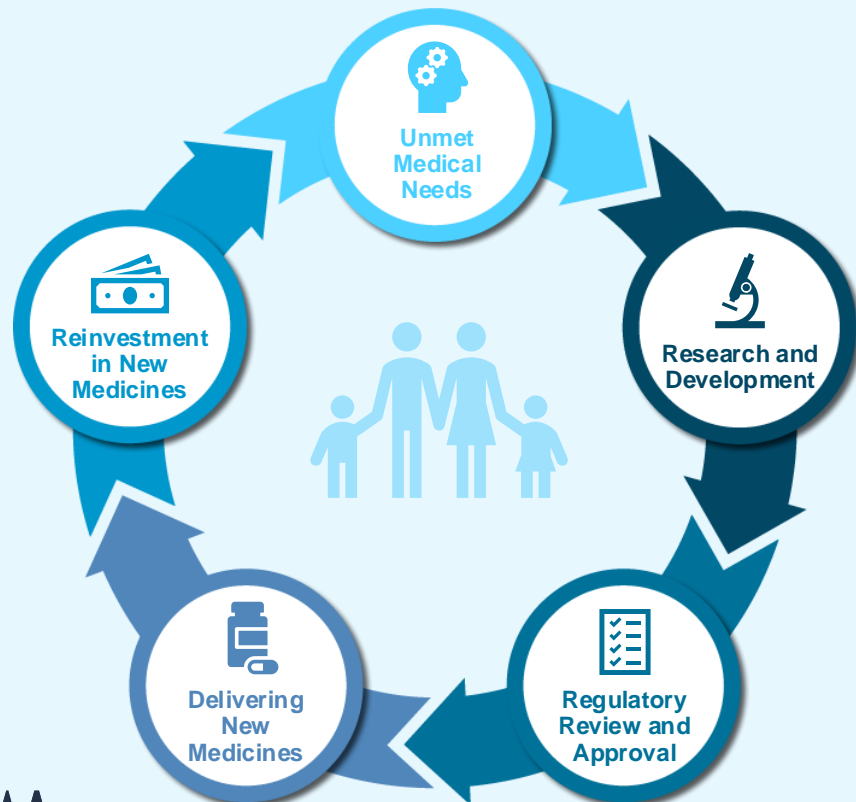 Unmet
Medical
Needs
Research and
Development
Regulatory
Review and
Approval
Delivering
New
Medicines
Reinvestment
in New
Medicines